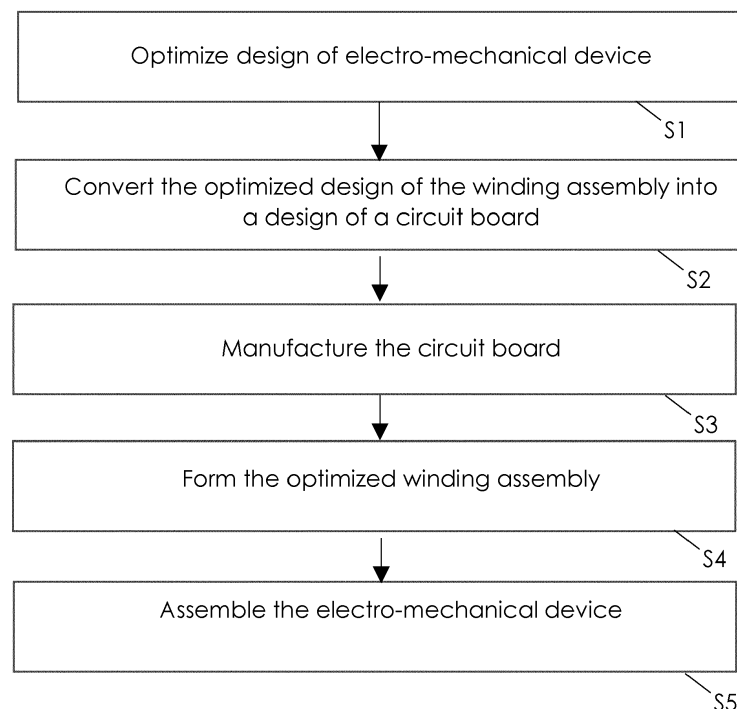 Optimize design of electro-mechanical device
S1
Convert the optimized design of the winding assembly into
a design of a circuit board
S2
Manufacture the circuit board
S3
Form the optimized winding assembly
S4
Assemble the electro-mechanical device
S5